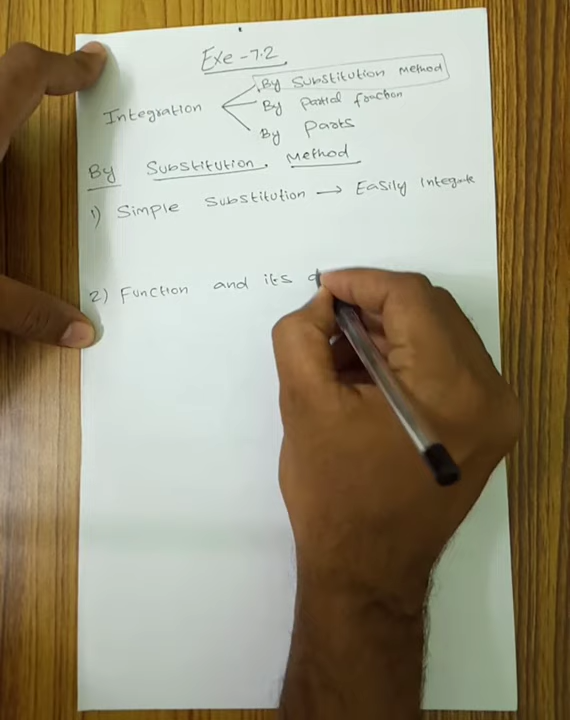 Exe - 7.2
By Substitution Method
Integration
By Partial fraction
By Parts
By Substitution. Method
1) Simple Substitution → Easily Integrate
2) Function and its d